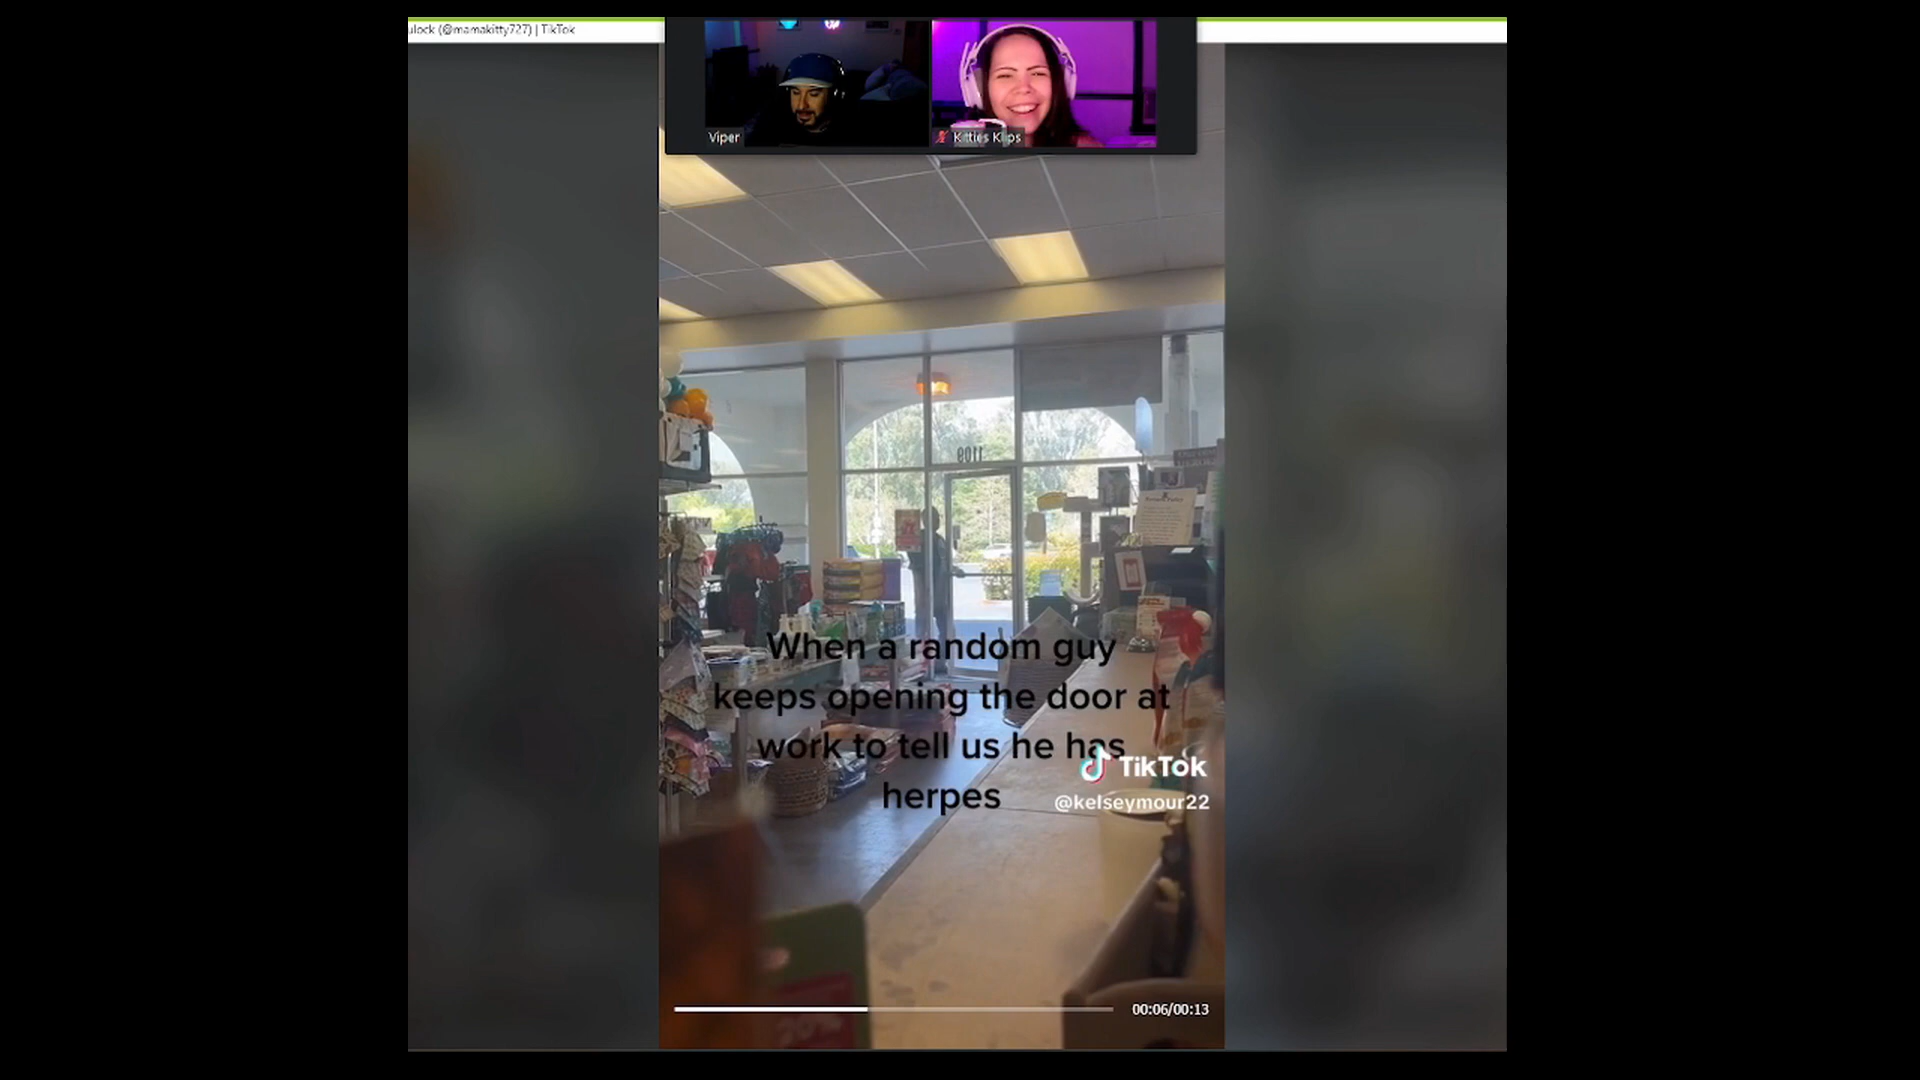 ulock (@mamakitty727) | TikTok
Viper
Kitties Klips
1109
When a random guy
keeps opening the door at
work to tell us he has
herpes
TikTok
@kelseymour22
00:06/00:13